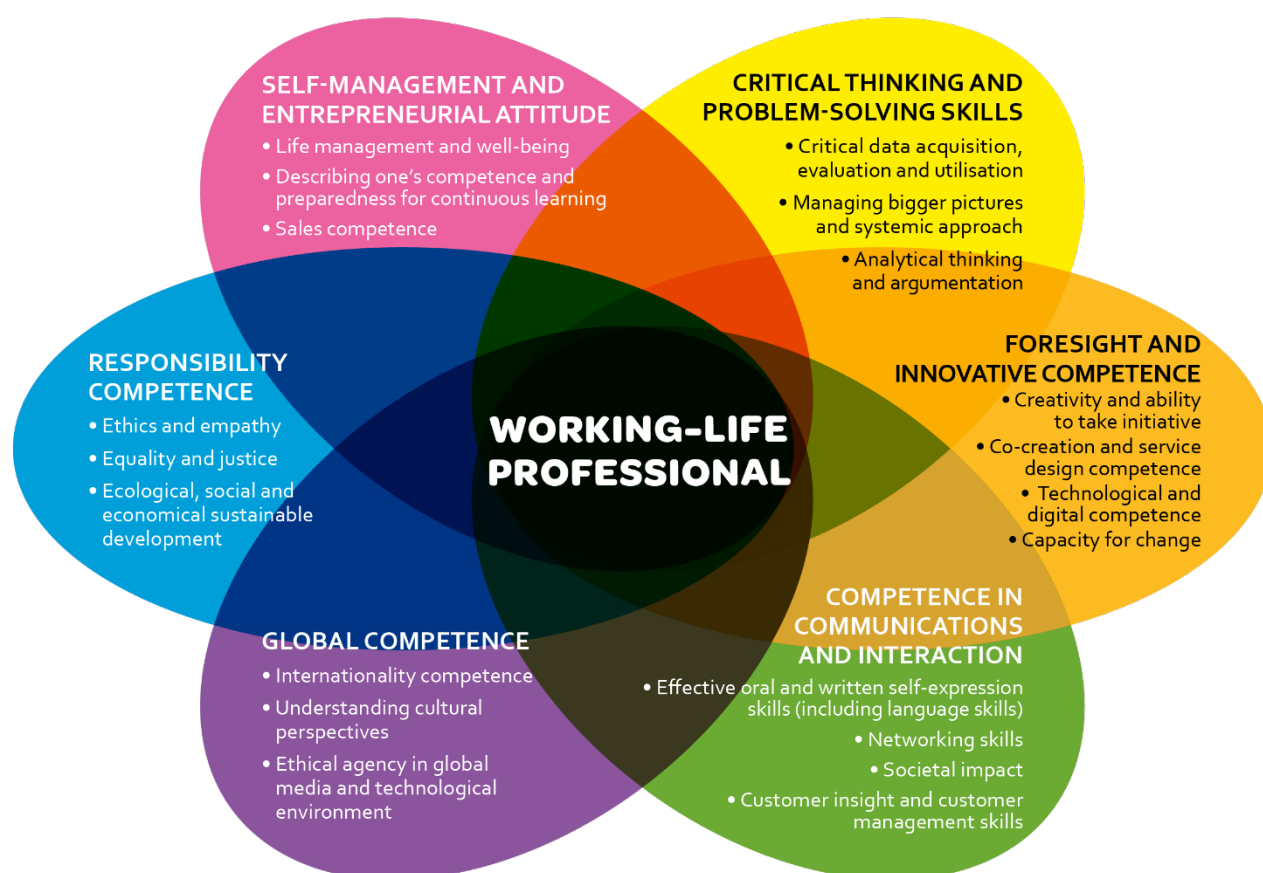 SELF-MANAGEMENT AND
ENTREPRENEURIAL ATTITUDE
• Life management and well-being
• Describing one's competence and
preparedness for continuous learning
• Sales competence
CRITICAL THINKING AND
PROBLEM-SOLVING SKILLS
• Critical data acquisition,
evaluation and utilisation
• Managing bigger pictures
and systemic approach
• Analytical thinking
and argumentation
RESPONSIBILITY
COMPETENCE
• Ethics and empathy
• Equality and justice
• Ecological, social and
economical sustainable
development
WORKING-LIFE
PROFESSIONAL
FORESIGHT AND
INNOVATIVE COMPETENCE
• Creativity and ability
to take initiative
• Co-creation and service
design competence
• Technological and
digital competence
• Capacity for change
GLOBAL COMPETENCE
• Internationality competence
• Understanding cultural
perspectives
• Ethical agency in global
media and technological
environment
COMPETENCE IN
COMMUNICATIONS
AND INTERACTION
• Effective oral and written self-expression
skills (including language skills)
• Networking skills
• Societal impact
• Customer insight and customer
management skills